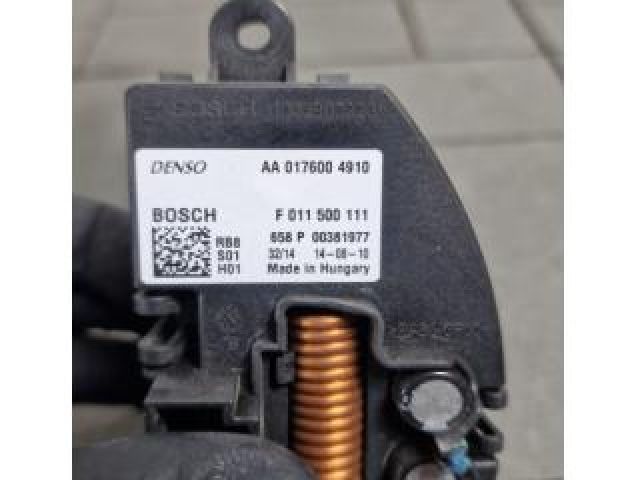 BOSCH
DENSO AA 017600 4910
BOSCH F 011 500 111
RB8 658 P 00381977
S01 32/14 14-08-10
H01 Made in Hungary